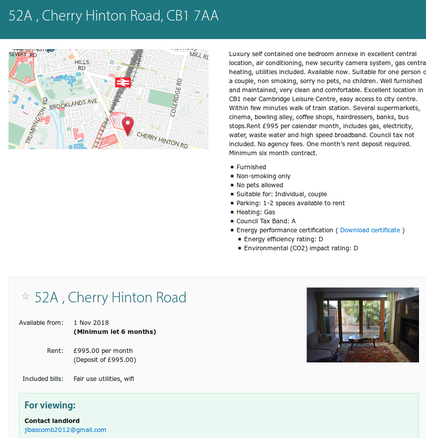 52A , Cherry Hinton Road, CB1 7AA
HILLS
RD
MILL
BROOKLANDS AVE
COLERIDGE RD
TRUMPINGTON RD
CHERRY HINTON RD
Luxury self contained one bedroom annexe in excellent central
location, air conditioning, new security camera system, gas centra
heating, utilities included. Available now. Suitable for one person o
a couple, non smoking, sorry no pets, no children. Well furnished
and maintained, very clean and comfortable. Excellent location in
CB1 near Cambridge Leisure Centre, easy access to city centre.
Within few minutes walk of train station. Several supermarkets,
cinema, bowling alley, coffee shops, hairdressers, banks, bus
stops.Rent £995 per calendar month, includes gas, electricity,
water, waste water and high speed broadband. Council tax not
included. No agency fees. One month's rent deposit required.
Minimum six month contract.
Furnished
Non-smoking only
No pets allowed
Suitable for: Individual, couple
Parking: 1-2 spaces available to rent
Heating: Gas
Council Tax Band: A
Energy performance certification ( Download certificate )
Energy efficiency rating: D
Environmental (CO2) impact rating: D
52A , Cherry Hinton Road
Available from: 1 Nov 2018
(Minimum let 6 months)
Rent: £995.00 per month
(Deposit of £995.00)
Included bills: Fair use utilities, wifi
For viewing:
Contact landlord
jlbascomb2012@gmail.com